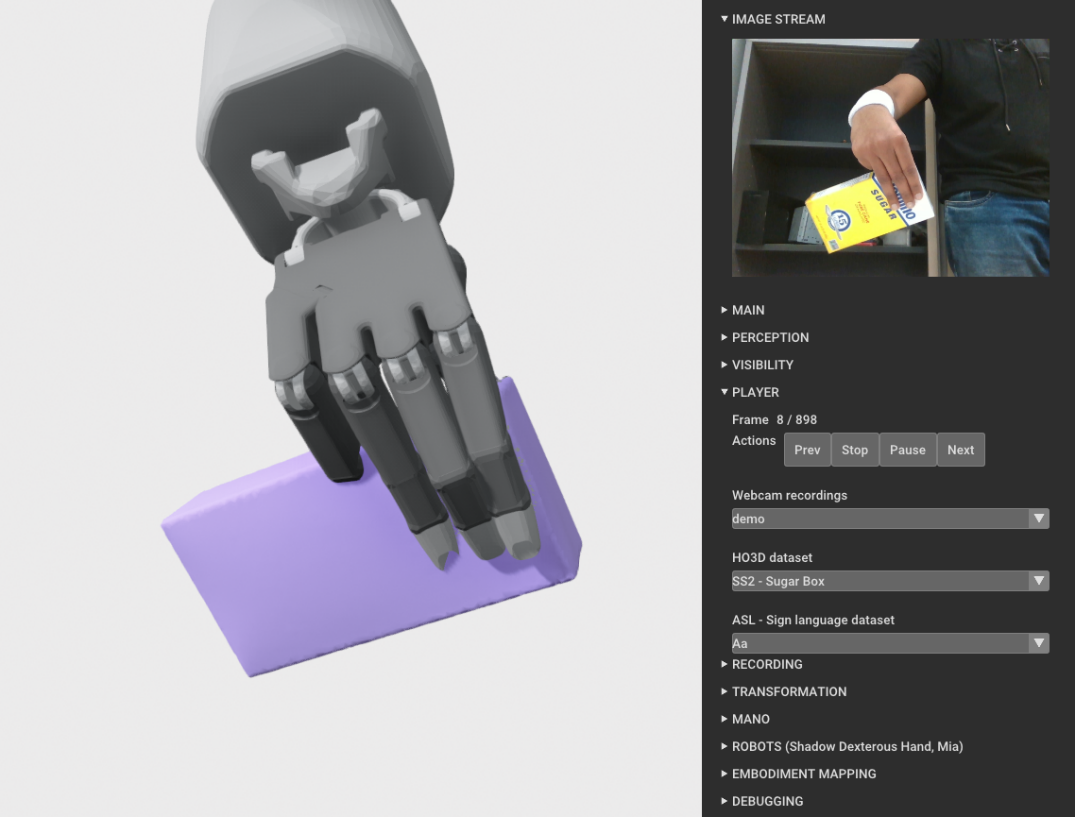 IMAGE STREAM
SUGAR
MAIN
PERCEPTION
VISIBILITY
PLAYER
Frame 8 / 898
Actions Prev Stop Pause Next
Webcam recordings
demo
HO3D dataset
SS2 - Sugar Box
ASL - Sign language dataset
Aa
RECORDING
TRANSFORMATION
MANO
ROBOTS (Shadow Dexterous Hand, Mia)
EMBODIMENT MAPPING
DEBUGGING